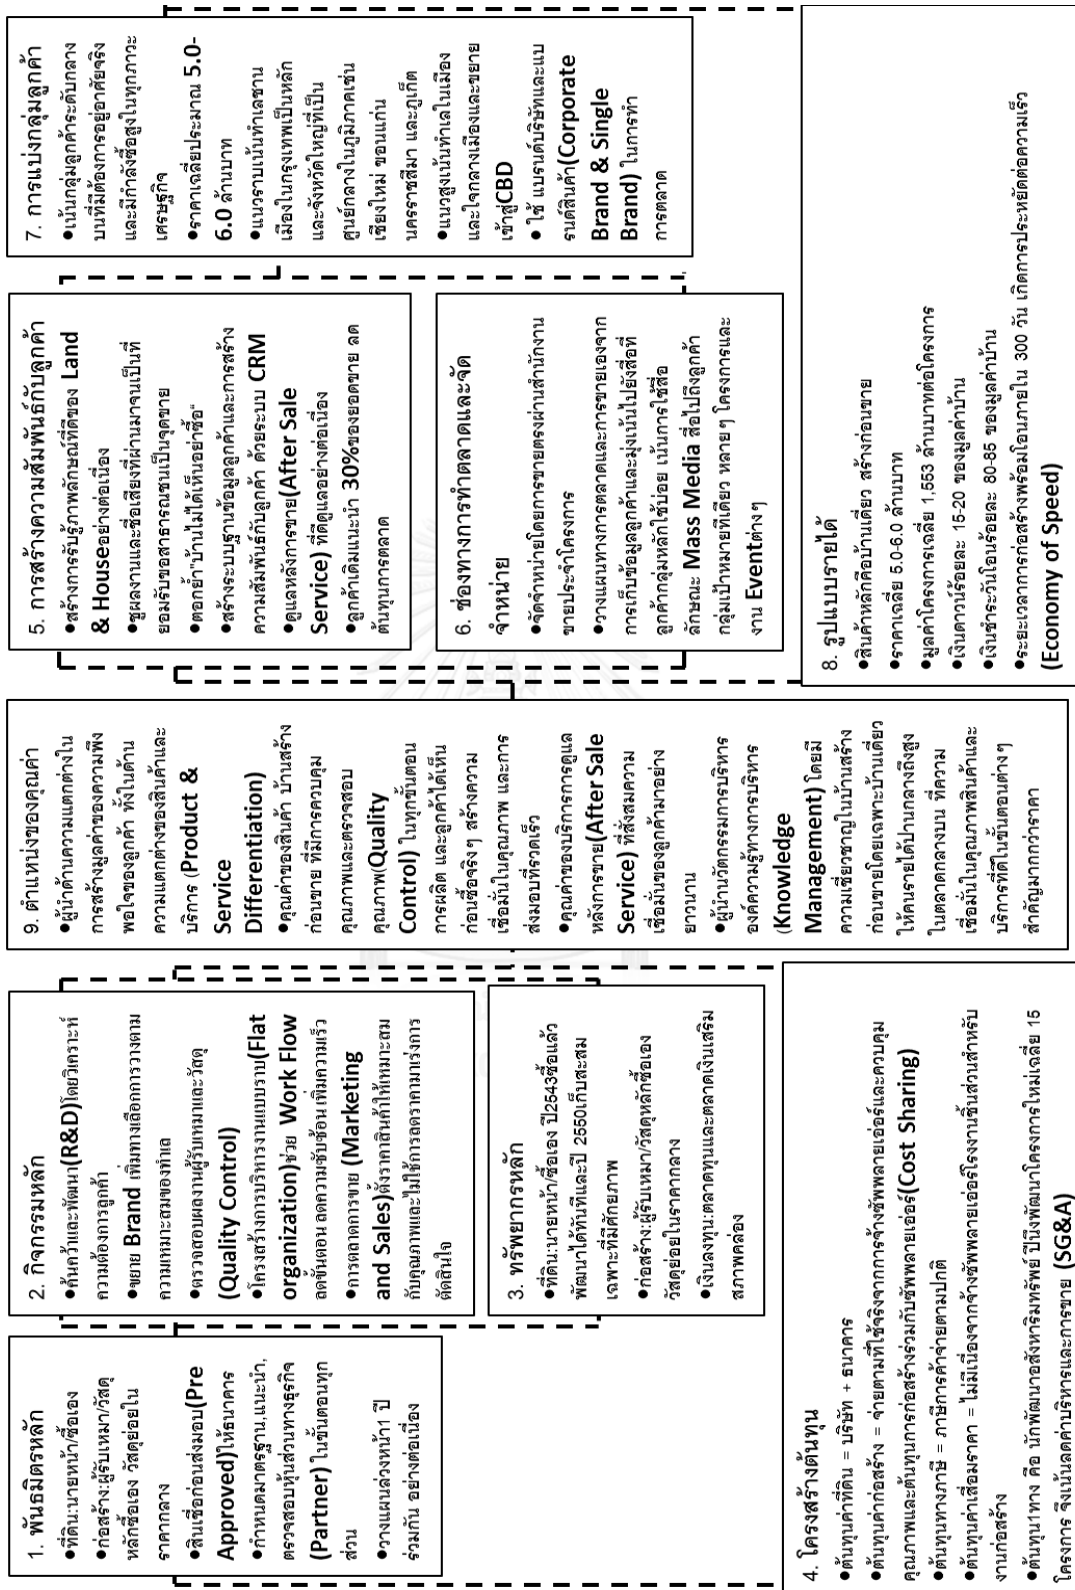 1. พันธมิตรหลัก
●ที่ดิน:นายหน้า/ซื้อเอง
●ก่อสร้าง:ผู้รับเหมา/วัสดุ
หลักซื้อเอง วัสดุย่อยใน
ราคากลาง
●สินเชื่อก่อนส่งมอบ(Pre
Approved)ให้ธนาคาร
●กำหนดมาตรฐาน,แนะนำ,
ตรวจสอบหุ้นส่วนทางธุรกิจ
(Partner) ในขั้นตอนทุก
ส่วน
●วางแผนล่วงหน้า1 ปี
ร่วมกัน อย่างต่อเนื่อง
2. กิจกรรมหลัก
●ค้นคว้าและพัฒนา(R&D)โดยวิเคราะห์
ความต้องการลูกค้า
●ขยาย Brand เพิ่มทางเลือกการวางตาม
ความเหมาะสมของทำเล
●ตรวจสอบผลงานผู้รับเหมาและวัสดุ
(Quality Control)
●โครงสร้างการบริหารงานแบบราบ(Flat
organization)ช่วย Work Flow
ลดขั้นตอน ลดความซับซ้อน เพิ่มความเร็ว
●การตลาดการขาย (Marketing
and Sales)ตั้งราคาสินค้าให้เหมาะสม
กับคุณภาพและไม่ใช้การลดราคามาเร่งการ
ตัดสินใจ
3. ทรัพยากรหลัก
●ที่ดิน:นายหน้า/ซื้อเอง ปี2543ซื้อแล้ว
พัฒนาได้ทันทีและปี 2550เก็บสะสม
เฉพาะที่มีศักยภาพ
●ก่อสร้าง:ผู้รับเหมา/วัสดุหลักซื้อเอง
วัสดุย่อยในราคากลาง
●เงินลงทุน:ตลาดทุนและตลาดเงินเสริม
สภาพคล่อง
4. โครงสร้างต้นทุน
●ต้นทุนค่าที่ดิน = บริษัท + ธนาคาร
●ต้นทุนค่าก่อสร้าง = จ่ายตามที่ใช้จริงจากการจ้างซัพพลายเออร์และควบคุม
คุณภาพและต้นทุนการก่อสร้างร่วมกับซัพพลายเออร์(Cost Sharing)
●ต้นทุนทางภาษี = ภาษีการค้าจ่ายตามปกติ
●ต้นทุนค่าเสื่อมราคา = ไม่มีเนื่องจากจ้างซัพพลายเออร์โรงงานชิ้นส่วนสำหรับ
งานก่อสร้าง
●ต้นทุน1ทาง คือ นักพัฒนาอสังหาริมทรัพย์ ปีนึงพัฒนาโครงการใหม่เฉลี่ย 15
โครงการ จึงเน้นลดค่าบริหารและการขาย (SG&A)
9. ตำแหน่งของคุณค่า
●ผู้นำด้านความแตกต่างใน
การสร้างมูลค่าของความพึง
พอใจของลูกค้า ทั้งในด้าน
ความแตกต่างของสินค้าและ
บริการ (Product &
Service
Differentiation)
●คุณค่าของสินค้า บ้านสร้าง
ก่อนขาย ที่มีการควบคุม
คุณภาพและตรวจสอบ
คุณภาพ(Quality
Control) ในทุกขั้นตอน
การผลิต และลูกค้าได้เห็น
ก่อนซื้อจริงๆ สร้างความ
เชื่อมั่นในคุณภาพ และการ
ส่งมอบที่รวดเร็ว
●คุณค่าของบริการการดูแล
หลังการขาย(After Sale
Service) ที่สั่งสมความ
เชื่อมั่นของลูกค้ามาอย่าง
ยาวนาน
●ผู้นำนวัตกรรมการบริหาร
องค์ความรู้ทางการบริหาร
(Knowledge
Management) โดยมี
ความเชี่ยวชาญในบ้านสร้าง
ก่อนขายโดยเฉพาะบ้านเดี่ยว
ให้คนรายได้ปานกลางถึงสูง
ในตลาดกลางบน ที่ความ
เชื่อมั่นในคุณภาพสินค้าและ
บริการที่ดีในขั้นตอนต่างๆ
สำคัญมากกว่าราคา
5. การสร้างความสัมพันธ์กับลูกค้า
●สร้างการรับรู้ภาพลักษณ์ที่ดีของ Land
& Houseอย่างต่อเนื่อง
●ชูผลงานและชื่อเสียงที่ผ่านมาจนเป็นที่
ยอมรับของสาธารณชนเป็นจุดขาย
●ตอกย้ำ"บ้านไม่ได้เห็นอย่าซื้อ"
●สร้างระบบฐานข้อมูลลูกค้าและการสร้าง
ความสัมพันธ์กับลูกค้า ด้วยระบบ CRM
●ดูแลหลังการขาย(After Sale
Service) ที่ดีดูแลอย่างต่อเนื่อง
●ลูกค้าเดิมแนะนำ 30%ของยอดขาย ลด
ต้นทุนการตลาด
6. ช่องทางการทำตลาดและจัด
จำหน่าย
●จัดจำหน่ายโดยการขายตรงผ่านสำนักงาน
ขายประจำโครงการ
●วางแผนทางการตลาดและการขายเองจาก
การเก็บข้อมูลลูกค้าและมุ่งเน้นไปยังสื่อที่
ลูกค้ากลุ่มหลักใช้บ่อย เน้นการใช้สื่อ
ลักษณะ Mass Media สื่อไปถึงลูกค้า
กลุ่มเป้าหมายทีเดียว หลายๆ โครงการและ
งาน Eventต่างๆ
7. การแบ่งกลุ่มลูกค้า
●เน้นกลุ่มลูกค้าระดับกลาง
บนที่มีต้องการอยู่อาศัยจริง
และมีกำลังซื้อสูงในทุกภาวะ
เศรษฐกิจ
●ราคาเฉลี่ยประมาณ 5.0-
6.0 ล้านบาท
●แนวราบเน้นทำเลชาน
เมืองในกรุงเทพเป็นหลัก
และจังหวัดใหญ่ที่เป็น
ศูนย์กลางในภูมิภาคเช่น
เชียงใหม่ ขอนแก่น
นครราชสีมา และภูเก็ต
●แนวสูงเน้นทำเลในเมือง
และใจกลางเมืองและขยาย
เข้าสู่CBD
● ใช้ แบรนด์บริษัทและแบ
รนด์สินค้า(Corporate
Brand & Single
Brand) ในการทำ
การตลาด
8. รูปแบบรายได้
●สินค้าหลักคือบ้านเดี่ยว สร้างก่อนขาย
●ราคาเฉลี่ย 5.0-6.0 ล้านบาท
●มูลค่าโครงการเฉลี่ย 1,553 ล้านบาทต่อโครงการ
●เงินดาวน์ร้อยละ 15-20 ของมูลค่าบ้าน
●เงินชำระวันโอนร้อยละ 80-85 ของมูลค่าบ้าน
●ระยะเวลาการก่อสร้างพร้อมโอนภายใน 300 วัน เกิดการประหยัดต่อความเร็ว
(Economy of Speed)